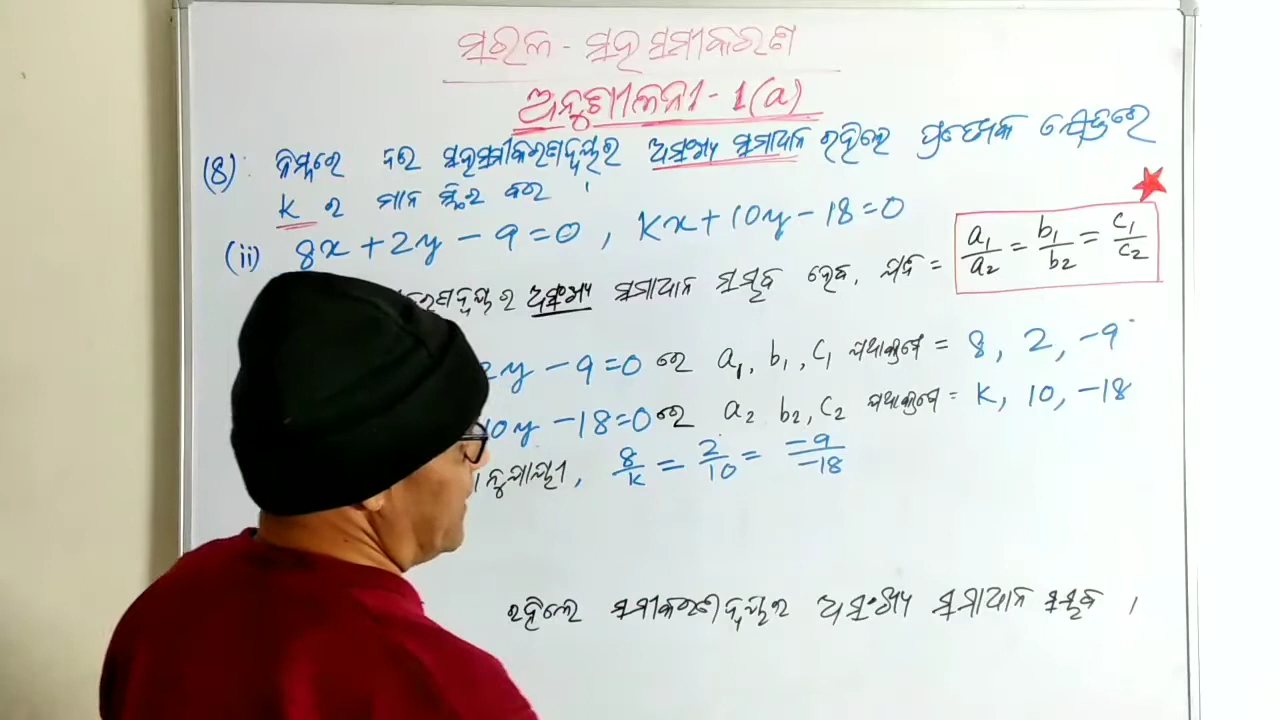 ସରଳ - ସହ ସମୀକରଣ
ଅନୁଶୀଳନୀ - 1(a)
(8) ନିମ୍ନରେ ଦତ୍ତ ସହସମୀକରଣଦ୍ୱୟର ଅସଂଖ୍ୟ ସମାଧାନ ରହିଲେ ପ୍ରତ୍ୟେକ କ୍ଷେତ୍ରରେ
K ର ମାନ ସ୍ଥିର କର ।
(ii) 8x + 2y - 9 = 0 , Kx + 10y - 18 = 0
ଅସଂଖ୍ୟ ସମାଧାନ ସମ୍ଭବ ହେବ, ଯଦି = a₁/a₂ = b₁/b₂ = c₁/c₂
2y - 9 = 0 ରେ a₁, b₁, c₁ ଯଥାକ୍ରମେ = 8, 2, -9
10y - 18 = 0 ରେ a₂ b₂, c₂ ଯଥାକ୍ରମେ = K, 10, -18
ନୁଯାୟୀ, 8/K = 2/10 = -9/-18
ରହିଲେ ସମୀକରଣଦ୍ୱୟର ଅସଂଖ୍ୟ ସମାଧାନ ସମ୍ଭବ ।